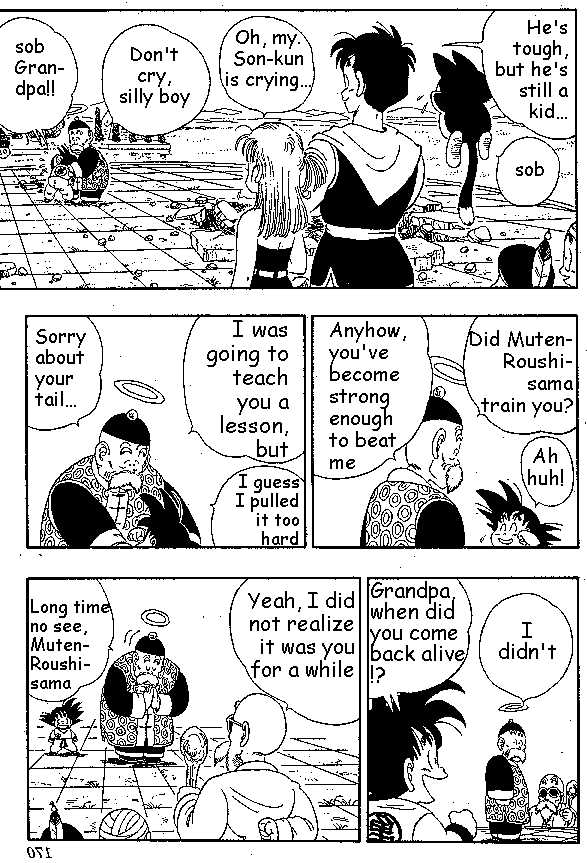 sob
Gran-
dpa!!
Don't
cry,
silly boy
Oh, my.
Son-kun
is crying...
He's
tough,
but he's
still a
kid...
sob
Sorry
about
your
tail...
I was
going to
teach
you a
lesson,
but
I guess
I pulled
it too
hard
Anyhow,
you've
become
strong
enough
to beat
me
Did Muten-
Roushi-
sama
train you?
Ah
huh!
Long time
no see,
Muten-
Roushi-
sama
Yeah, I did
not realize
it was you
for a while
Grandpa,
when did
you come
back alive
!?
I
didn't
170